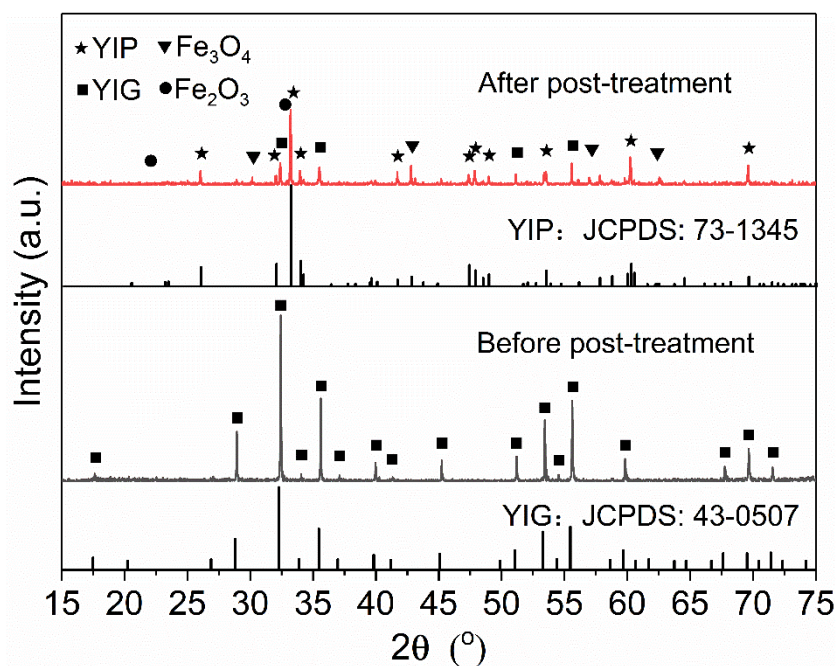 ★ YIP ▼ Fe₃O₄
■ YIG ● Fe₂O₃
After post-treatment
YIP：JCPDS: 73-1345
Before post-treatment
YIG：JCPDS: 43-0507
Intensity (a.u.)
15 20 25 30 35 40 45 50 55 60 65 70 75
2θ (°)